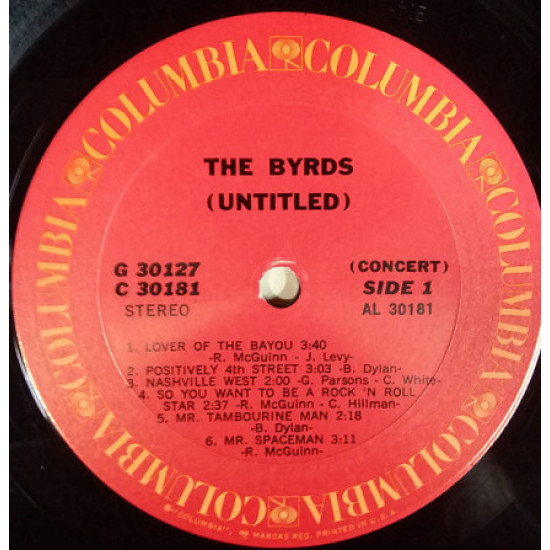 COLUMBIA COLUMBIA COLUMBIA COLUMBIA COLUMBIA COLUMBIA
THE BYRDS
(UNTITLED)
G 30127
C 30181
STEREO
(CONCERT)
SIDE 1
AL 30181
1. LOVER OF THE BAYOU 3:40
-R. McGuinn - J. Levy-
2. POSITIVELY 4th STREET 3:03 -B. Dylan-
3. NASHVILLE WEST 2:00 -G. Parsons - C. White-
4. SO YOU WANT TO BE A ROCK 'N ROLL
STAR 2:37 -R. McGuinn - C. Hillman-
5. MR. TAMBOURINE MAN 2:18
-B. Dylan-
6. MR. SPACEMAN 3:11
-R. McGuinn-
"COLUMBIA", MARCAS REG. PRINTED IN U.S.A.